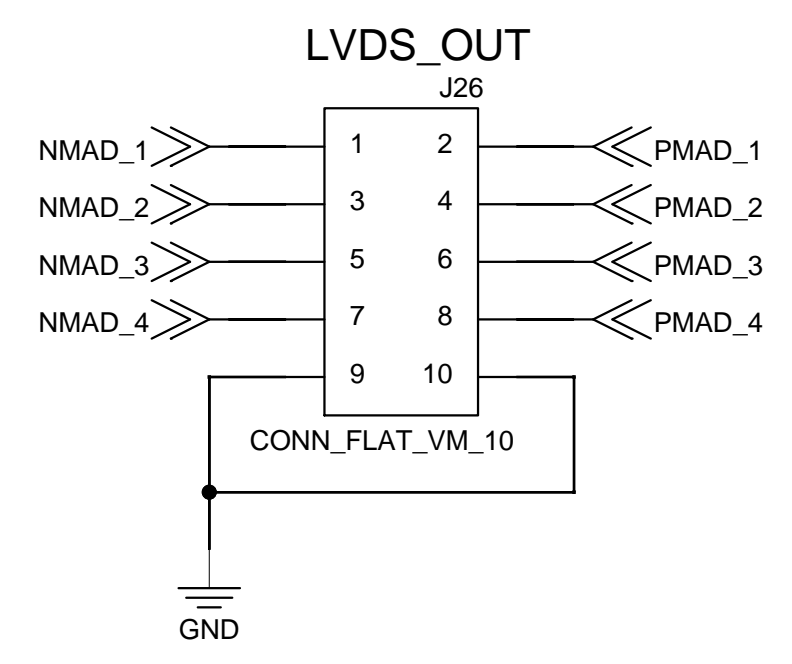 LVDS_OUT
J26
NMAD_1 1 2 PMAD_1
NMAD_2 3 4 PMAD_2
NMAD_3 5 6 PMAD_3
NMAD_4 7 8 PMAD_4
9 10
CONN_FLAT_VM_10
GND